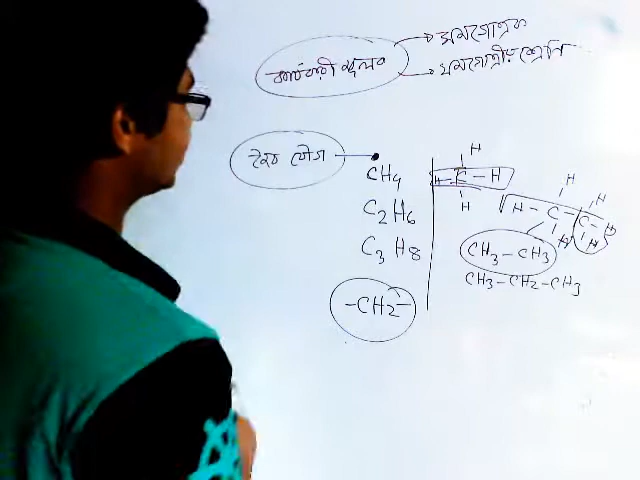 কার্যকরী মূলক
সমগোত্রক
সমগোত্রীয় শ্রেণি
জৈব যৌগ
CH4
C2H6
C3H8
-CH2-
H
H-C-H
H
H
H
H-C-C-H
H
H
CH3-CH3
CH3-CH2-CH3